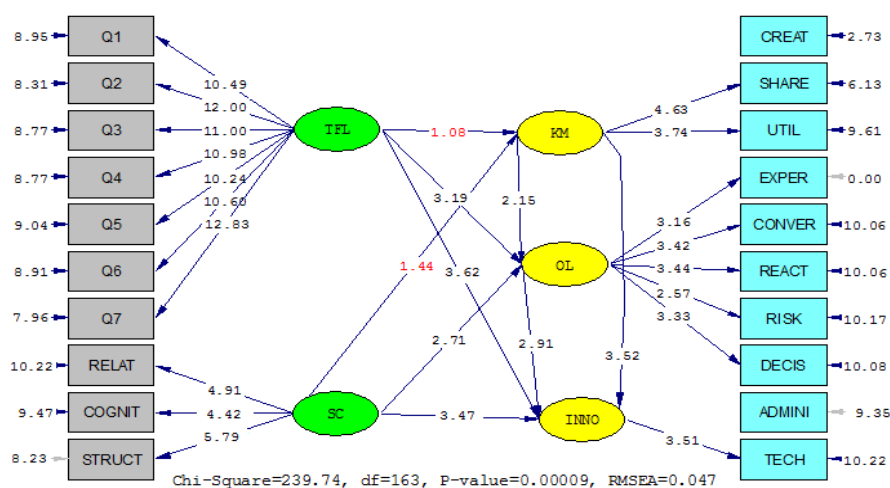 8.95 Q1 CREAT 2.73
10.49
8.31 Q2 SHARE 6.13
12.00 4.63
8.77 Q3 11.00 TFL 1.08 KM 3.74 UTIL 9.61
10.98
8.77 Q4 EXPER 0.00
10.24
3.19 2.15
10.60 3.16
9.04 Q5 12.83 CONVER 10.06
3.42
8.91 Q6 1.44 3.62 OL 3.44 REACT 10.06
2.57
7.96 Q7 3.33 RISK 10.17
2.71 2.91
10.22 RELAT 3.52 DECIS 10.08
4.91
9.47 COGNIT 4.42 SC 3.47 INNO ADMINI 9.35
3.51
5.79
8.23 STRUCT TECH 10.22
Chi-Square=239.74, df=163, P-value=0.00009, RMSEA=0.047